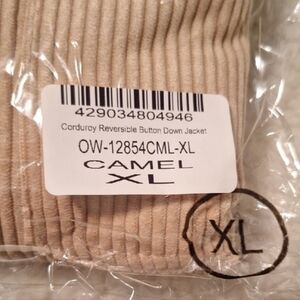 429034804946
Corduroy Reversible Button Down Jacket
OW-12854CML-XL
CAMEL
XL
XL